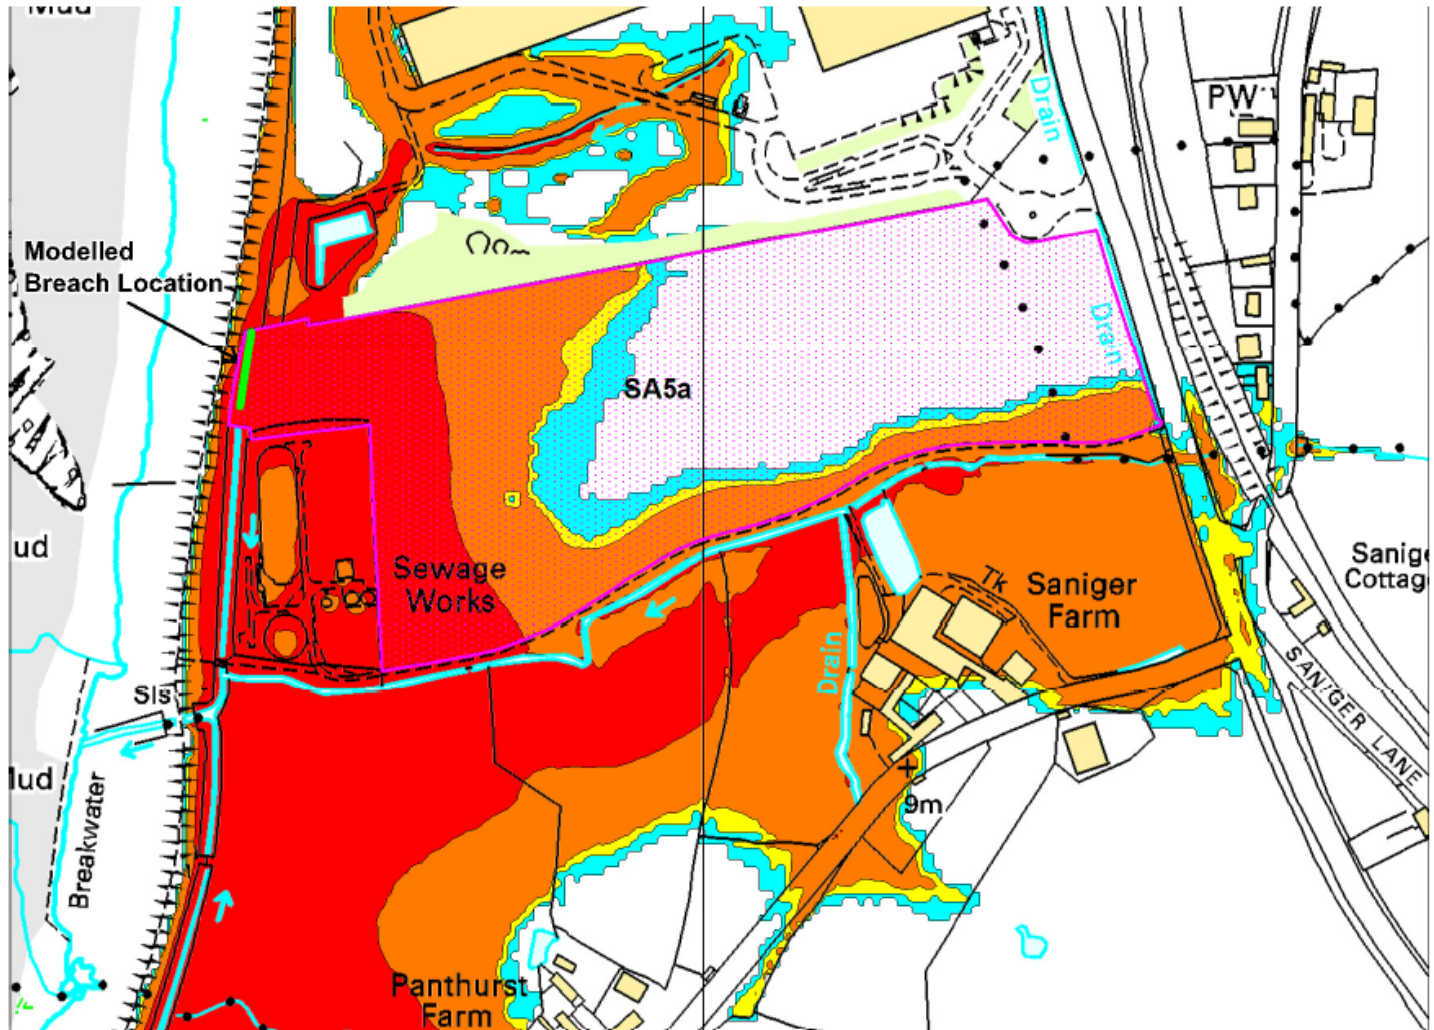 Mud
Drain
PW
Modelled
Breach Location
Drain
SA5a
ud
Sewage
Works
Tk
Saniger
Farm
Sanige
Cottag
Drain
Sls
SANIGER LANE
Mud
Breakwater
9m
Panthurst
Farm